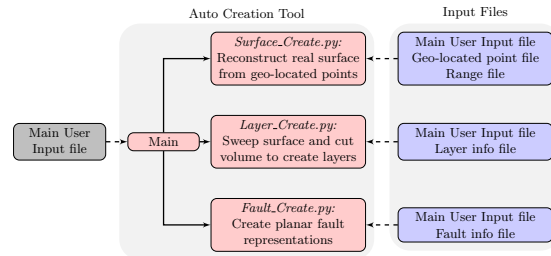 Auto Creation Tool
Input Files
Surface_Create.py:
Reconstruct real surface
from geo-located points
Main User Input file
Geo-located point file
Range file
Main User
Input file
Main
Layer_Create.py:
Sweep surface and cut
volume to create layers
Main User Input file
Layer info file
Fault_Create.py:
Create planar fault
representations
Main User Input file
Fault info file